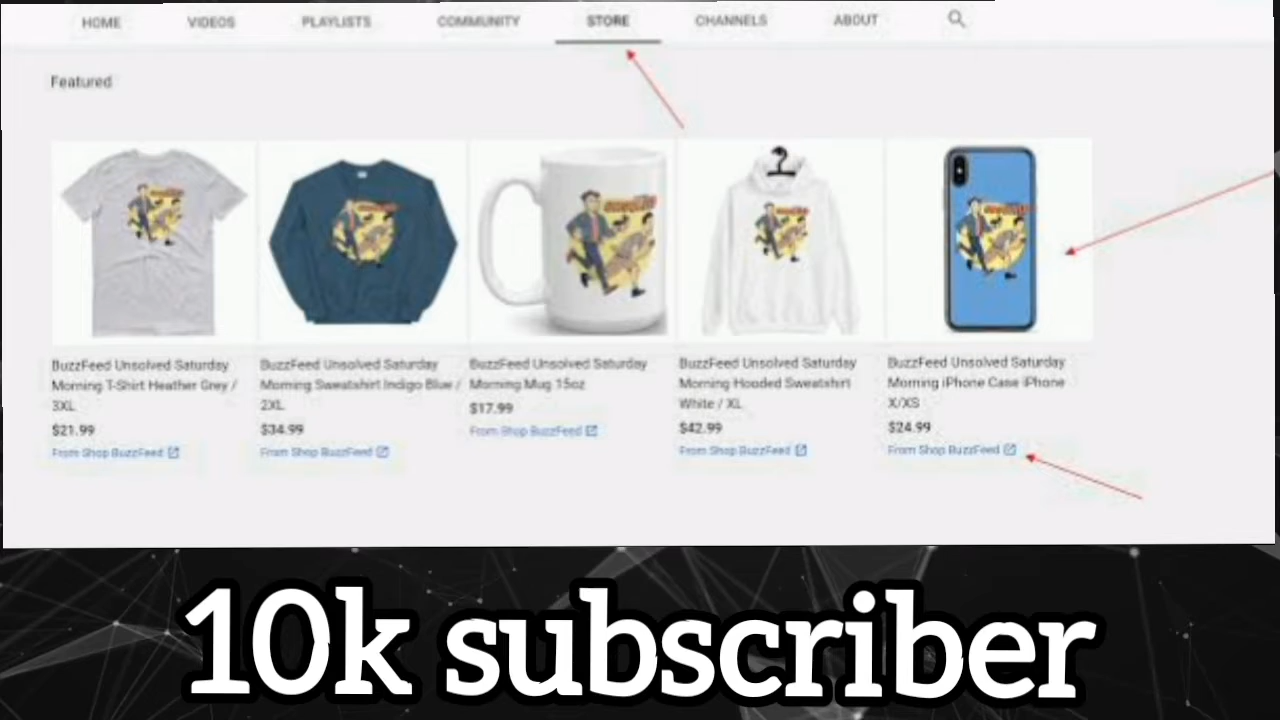 HOME VIDEOS PLAYLISTS COMMUNITY STORE CHANNELS ABOUT
Featured
BuzzFeed Unsolved Saturday
Morning T-Shirt Heather Grey /
3XL
$21.99
From Shop BuzzFeed
BuzzFeed Unsolved Saturday
Morning Sweatshirt Indigo Blue /
2XL
$34.99
From Shop BuzzFeed
BuzzFeed Unsolved Saturday
Morning Mug 15oz
$17.99
From Shop BuzzFeed
BuzzFeed Unsolved Saturday
Morning Hooded Sweatshirt
White / XL
$42.99
From Shop BuzzFeed
BuzzFeed Unsolved Saturday
Morning iPhone Case iPhone
X/XS
$24.99
From Shop BuzzFeed
10k subscriber